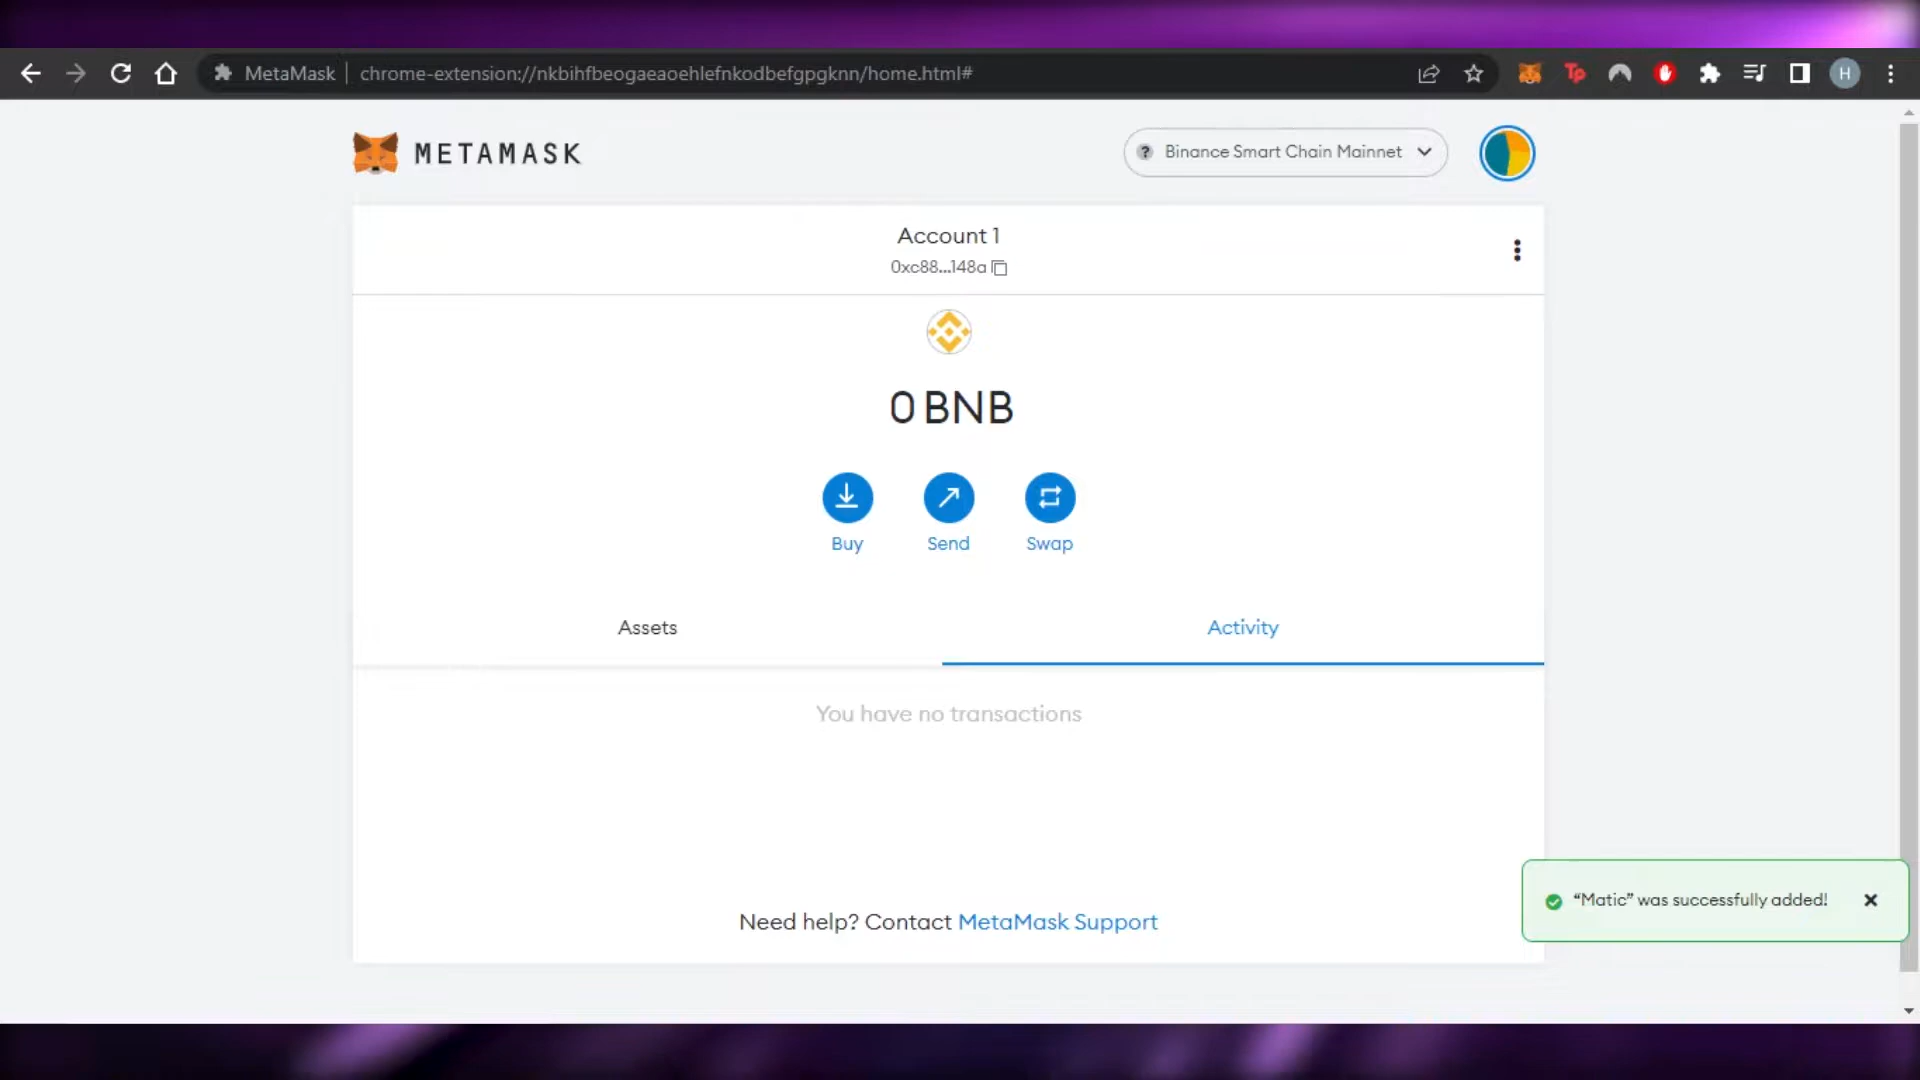 MetaMask | chrome-extension://nkbihfbeogaeaoehlefnkodbefgpgknn/home.html#
Tp
H
METAMASK
? Binance Smart Chain Mainnet
Account 1
0xc88...148a
0 BNB
Buy Send Swap
Assets Activity
You have no transactions
Need help? Contact MetaMask Support
“Matic” was successfully added!